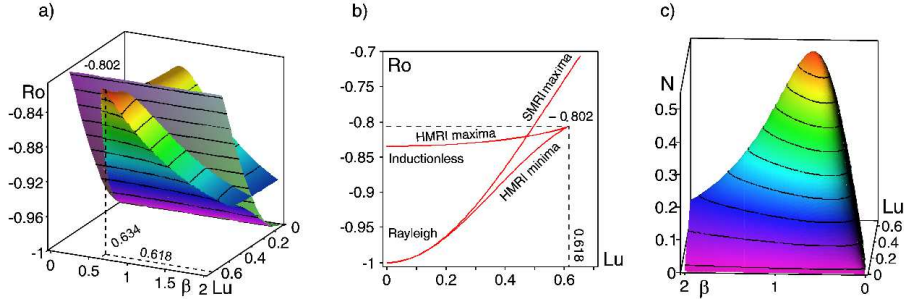 a)
Ro
-0.802
-0.84
-0.88
-0.92
-0.96
-1
0
0.5
1
1.5
2
β
0.634
0.618
Lu
0.6
0.4
0.2
0
b)
-0.7
Ro
-0.75
-0.8
-0.85
-0.9
-0.95
-1
SMRI maxima
-0.802
HMRI maxima
Inductionless
HMRI minima
Rayleigh
0.618
Lu
0.0
0.2
0.4
0.6
c)
N
0.5
0.4
0.3
0.2
0.1
0
2
β
1
0
Lu
0.6
0.4
0.2
0